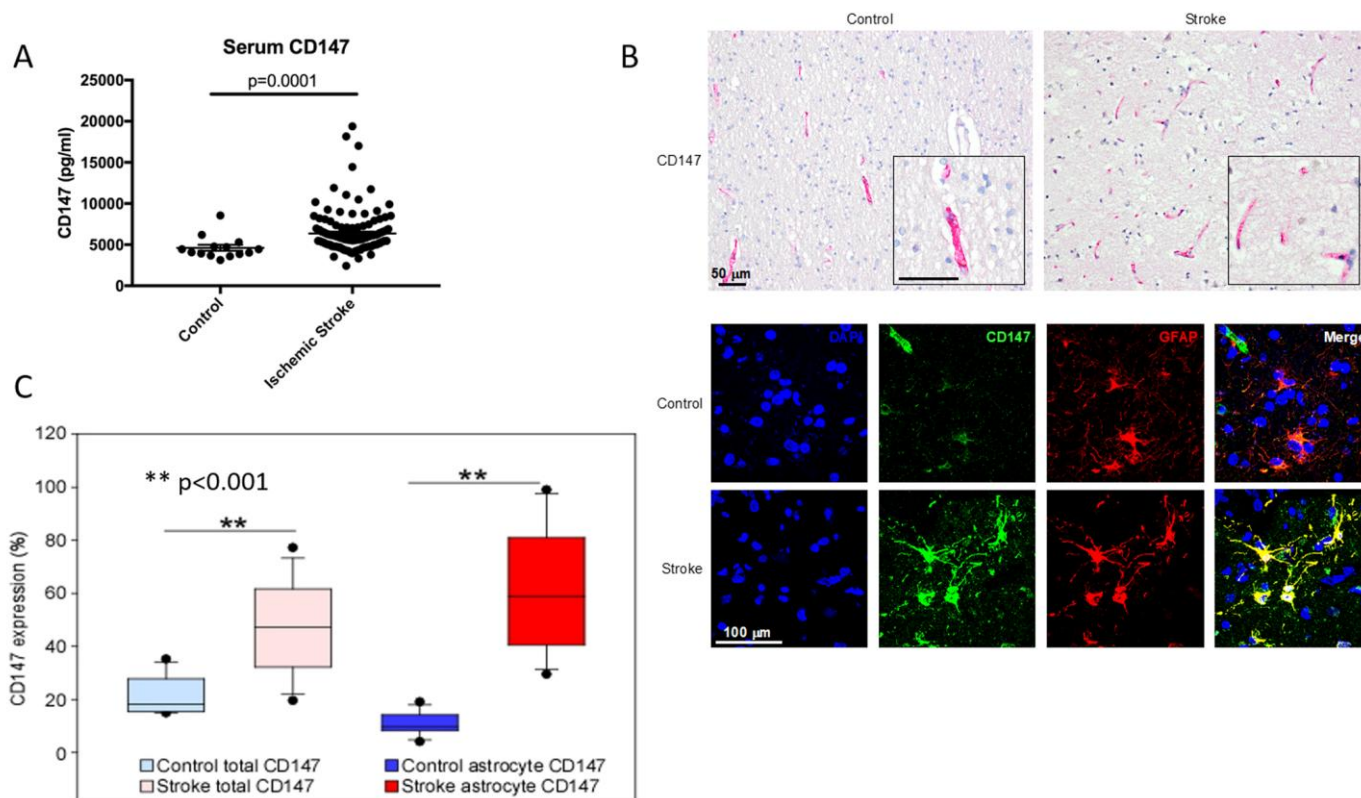 A
Serum CD147
p=0.0001
CD147 (pg/ml)
25000
20000
15000
10000
5000
0
Control
Ischemic Stroke
B
Control
Stroke
CD147
50 µm
DAPI
CD147
GFAP
Merge
Control
Stroke
100 µm
C
CD147 expression (%)
120
100
80
60
40
20
0
** p<0.001
**
**
Control total CD147
Stroke total CD147
Control astrocyte CD147
Stroke astrocyte CD147